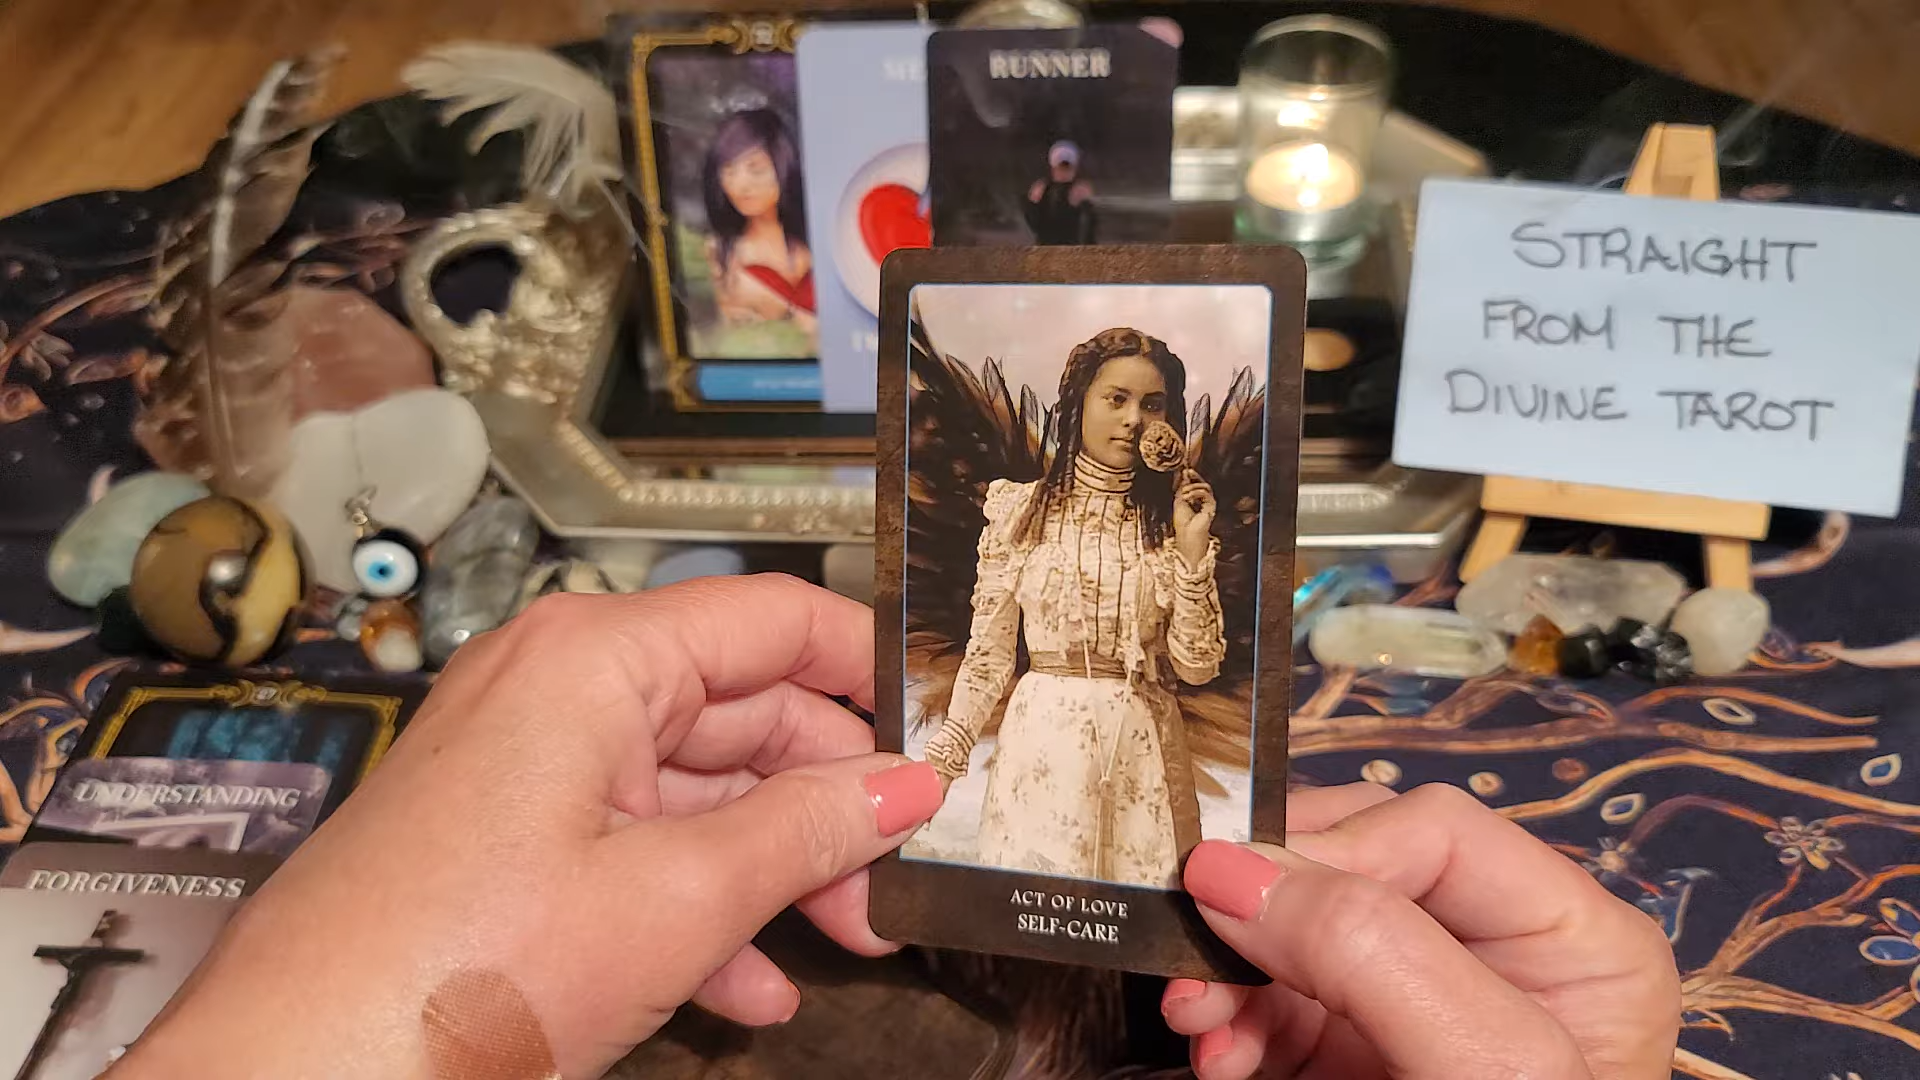 RUNNER
STRAIGHT
FROM THE
DIVINE TAROT
UNDERSTANDING
FORGIVENESS
ACT OF LOVE
SELF-CARE